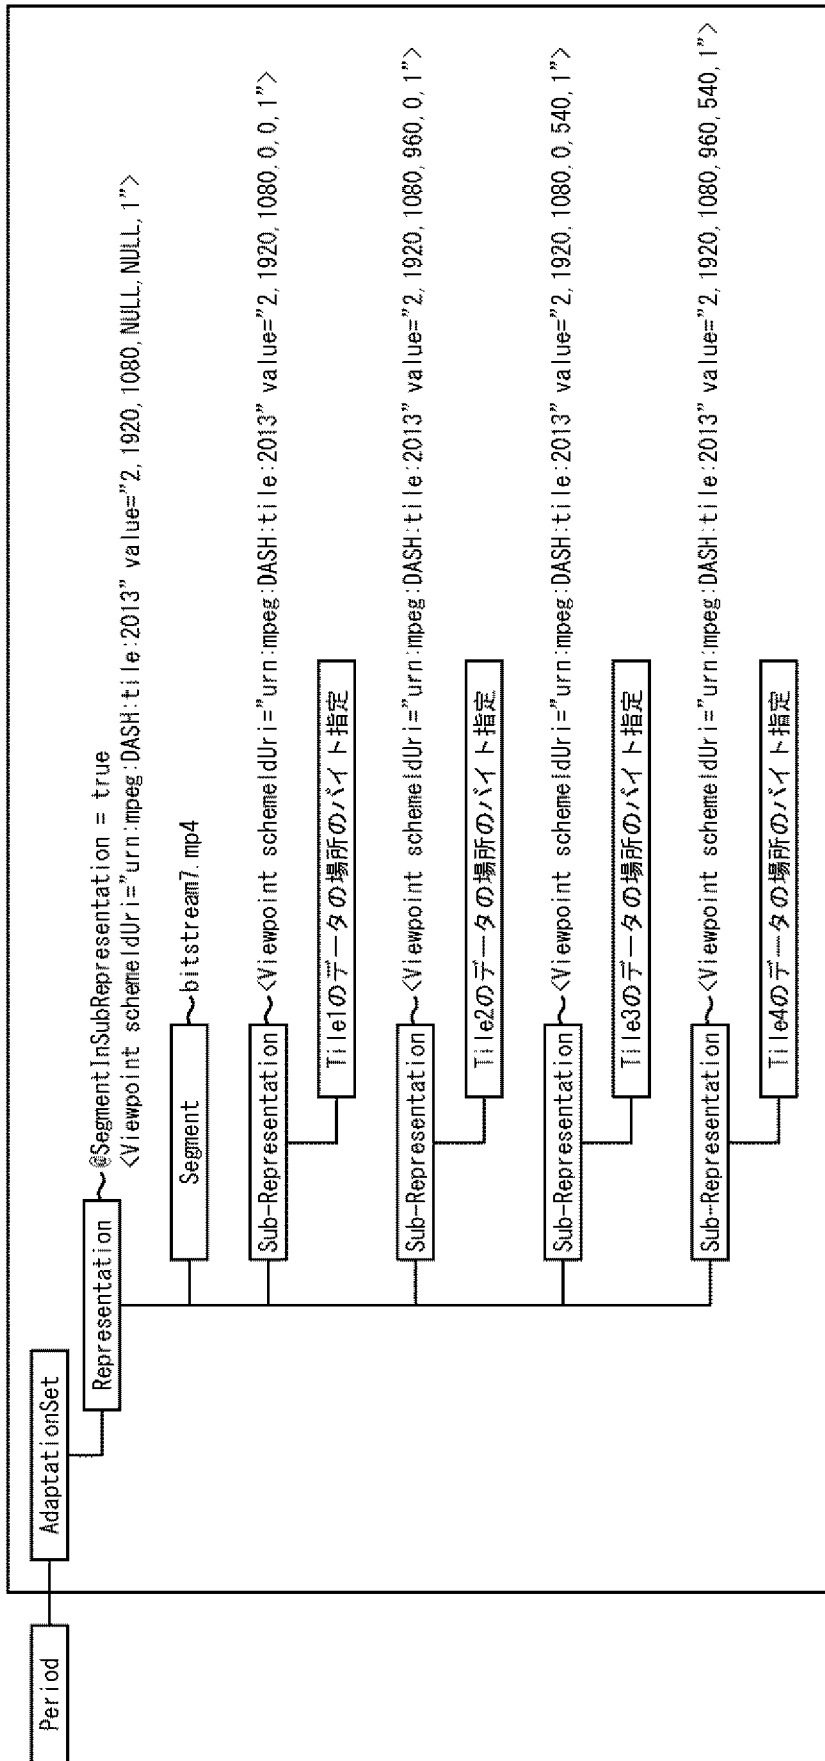 Period
AdaptationSet
Representation
@SegmentInSubRepresentation = true
<Viewpoint schemeIdUri="urn:mpeg:DASH:tile:2013" value="2, 1920, 1080, NULL, NULL, 1">
Segment
bitstream7.mp4
Sub-Representation
<Viewpoint schemeIdUri="urn:mpeg:DASH:tile:2013" value="2, 1920, 1080, 0, 0, 1">
Tile1のデータの場所のバイト指定
Sub-Representation
<Viewpoint schemeIdUri="urn:mpeg:DASH:tile:2013" value="2, 1920, 1080, 960, 0, 1">
Tile2のデータの場所のバイト指定
Sub-Representation
<Viewpoint schemeIdUri="urn:mpeg:DASH:tile:2013" value="2, 1920, 1080, 0, 540, 1">
Tile3のデータの場所のバイト指定
Sub-Representation
<Viewpoint schemeIdUri="urn:mpeg:DASH:tile:2013" value="2, 1920, 1080, 960, 540, 1">
Tile4のデータの場所のバイト指定